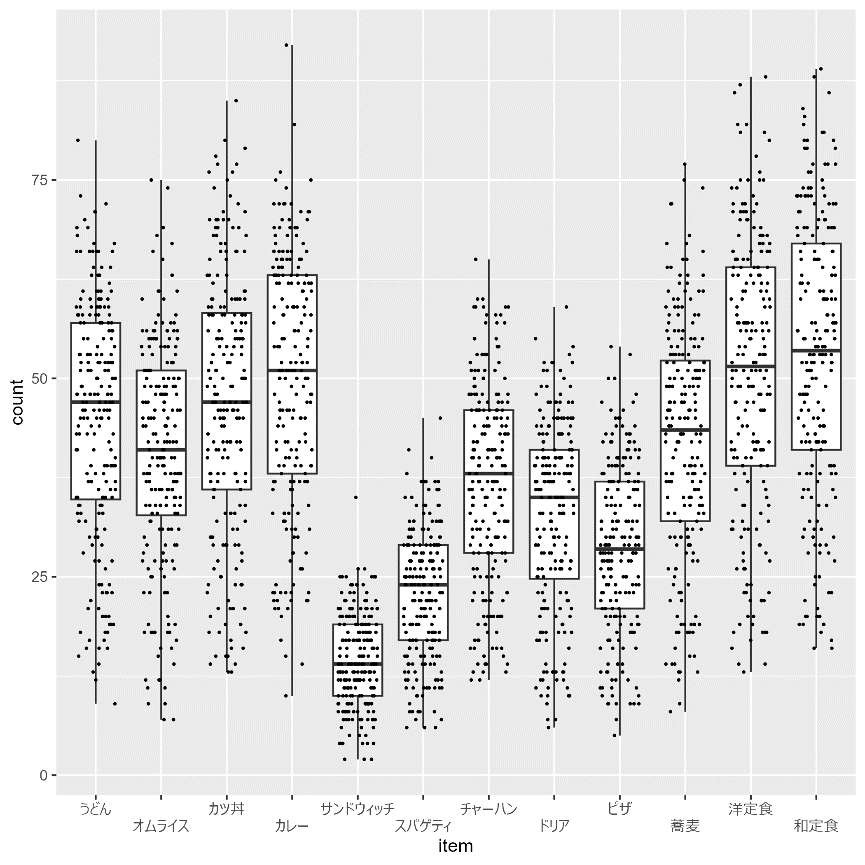 75
50
25
0
count
うどん
オムライス
カツ丼
カレー
サンドウィッチ
スパゲティ
チャーハン
ドリア
ピザ
蕎麦
洋定食
和定食
item